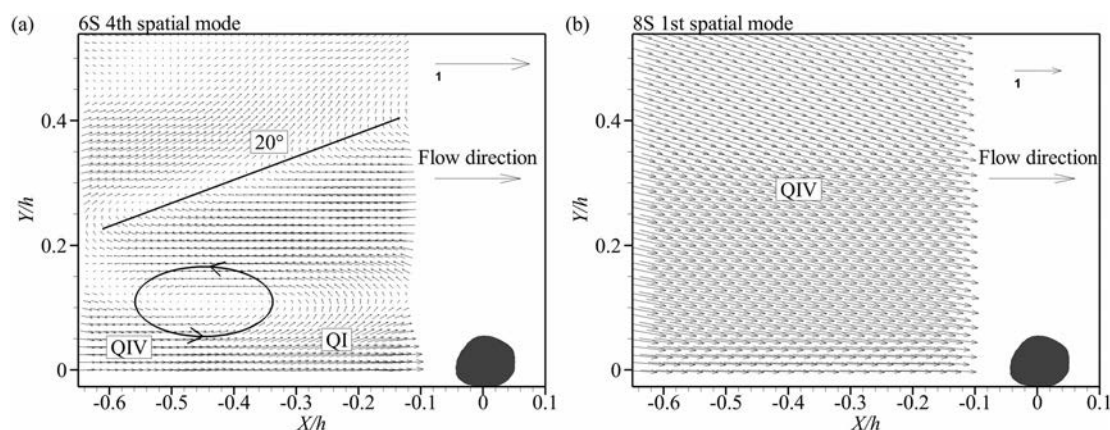 (a) 6S 4th spatial mode
1
0.4
20°
Flow direction
Y/h
0.2
QIV
QI
0
-0.6 -0.5 -0.4 -0.3 -0.2 -0.1 0 0.1
X/h
(b) 8S 1st spatial mode
1
0.4
Flow direction
QIV
Y/h
0.2
0
-0.6 -0.5 -0.4 -0.3 -0.2 -0.1 0 0.1
X/h